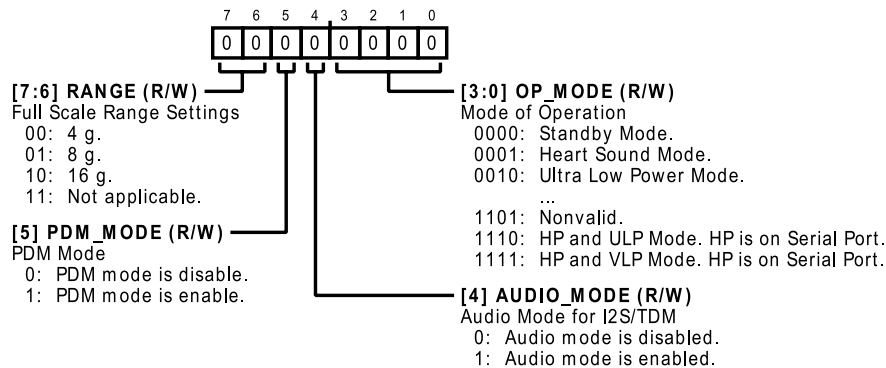 7 6 5 4 3 2 1 0
0 0 0 0 0 0 0 0
[7:6] RANGE (R/W)
Full Scale Range Settings
00: 4 g.
01: 8 g.
10: 16 g.
11: Not applicable.
[5] PDM_MODE (R/W)
PDM Mode
0: PDM mode is disable.
1: PDM mode is enable.
[3:0] OP_MODE (R/W)
Mode of Operation
0000: Standby Mode.
0001: Heart Sound Mode.
0010: Ultra Low Power Mode.
...
1101: Nonvalid.
1110: HP and ULP Mode. HP is on Serial Port.
1111: HP and VLP Mode. HP is on Serial Port.
[4] AUDIO_MODE (R/W)
Audio Mode for I2S/TDM
0: Audio mode is disabled.
1: Audio mode is enabled.